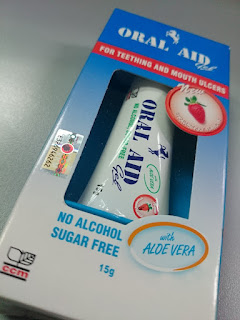 ORAL AID
Gel
FOR TEETHING AND MOUTH ULCERS
New
ORAL AID
Gel
NO ALCOHOL
SUGAR FREE
15g
with
ALOE VERA
ccm